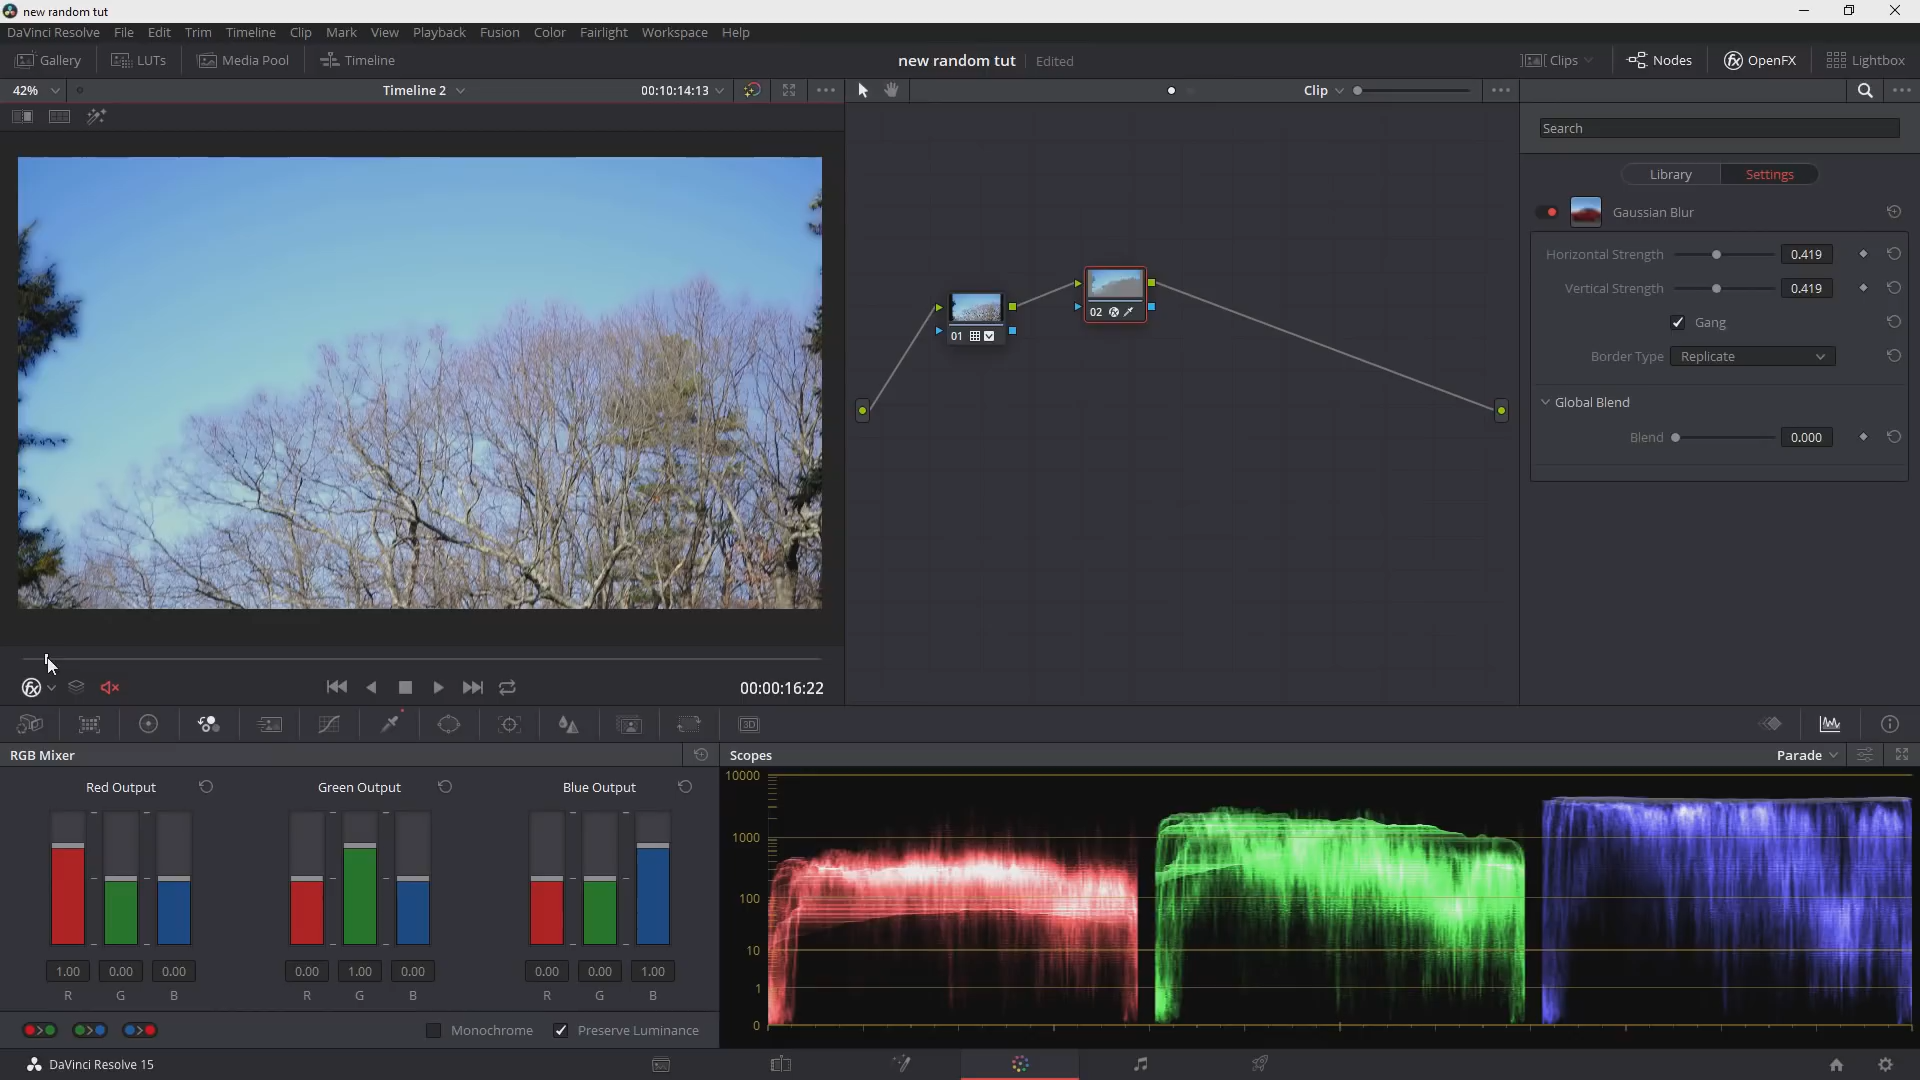 new random tut
DaVinci Resolve File Edit Trim Timeline Clip Mark View Playback Fusion Color Fairlight Workspace Help
Gallery LUTs Media Pool Timeline new random tut Edited Clips Nodes OpenFX Lightbox
42% Timeline 2 00:10:14:13 Clip
Search
Library Settings
Gaussian Blur
Horizontal Strength 0.419
Vertical Strength 0.419
Gang
Border Type Replicate
Global Blend
Blend 0.000
02
01
00:00:16:22
3D
RGB Mixer
Scopes Parade
Red Output Green Output Blue Output
1.00 0.00 0.00 0.00 1.00 0.00 0.00 0.00 1.00
R G B R G B R G B
Monochrome Preserve Luminance
10000
1000
100
10
1
0
DaVinci Resolve 15